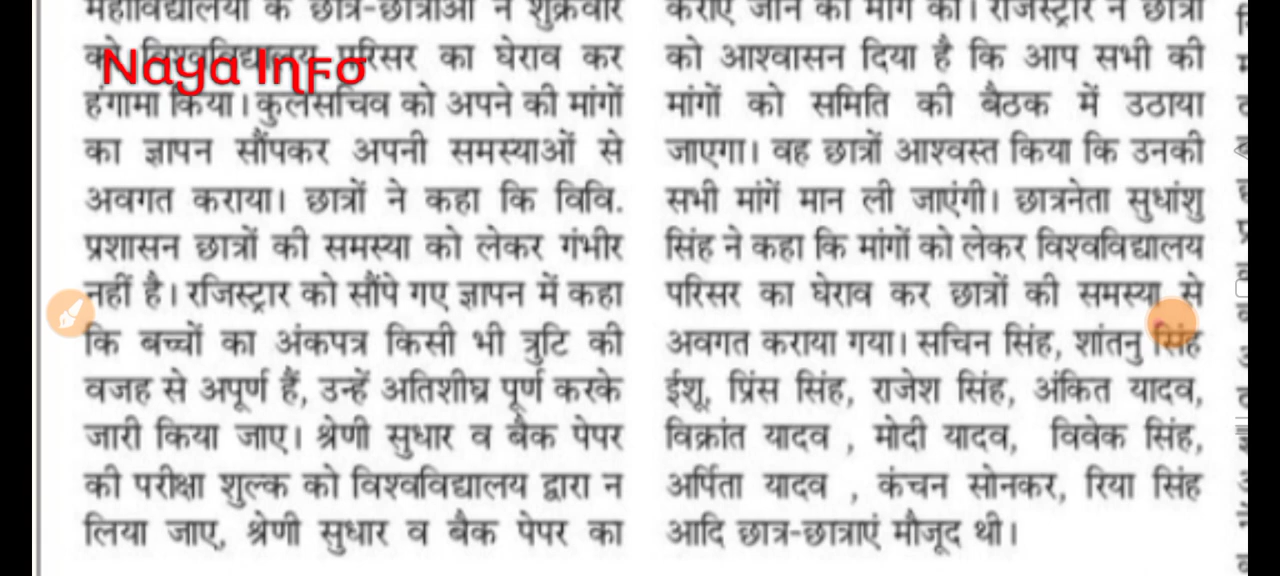 महाविद्यालयों के छात्र-छात्राओं ने शुक्रवार
को विश्वविद्यालय परिसर का घेराव कर
Naya Info
हंगामा किया। कुलसचिव को अपने की मांगों
का ज्ञापन सौंपकर अपनी समस्याओं से
अवगत कराया। छात्रों ने कहा कि विवि.
प्रशासन छात्रों की समस्या को लेकर गंभीर
नहीं है। रजिस्ट्रार को सौंपे गए ज्ञापन में कहा
कि बच्चों का अंकपत्र किसी भी त्रुटि की
वजह से अपूर्ण हैं, उन्हें अतिशीघ्र पूर्ण करके
जारी किया जाए। श्रेणी सुधार व बैक पेपर
की परीक्षा शुल्क को विश्वविद्यालय द्वारा न
लिया जाए, श्रेणी सुधार व बैक पेपर का
कराए जाने की मांग की। रजिस्ट्रार ने छात्रों
को आश्वासन दिया है कि आप सभी की
मांगों को समिति की बैठक में उठाया
जाएगा। वह छात्रों आश्वस्त किया कि उनकी
सभी मांगें मान ली जाएंगी। छात्रनेता सुधांशु
सिंह ने कहा कि मांगों को लेकर विश्वविद्यालय
परिसर का घेराव कर छात्रों की समस्या से
अवगत कराया गया। सचिन सिंह, शांतनु सिंह
ईशू, प्रिंस सिंह, राजेश सिंह, अंकित यादव,
विक्रांत यादव , मोदी यादव, विवेक सिंह,
अर्पिता यादव , कंचन सोनकर, रिया सिंह
आदि छात्र-छात्राएं मौजूद थी।